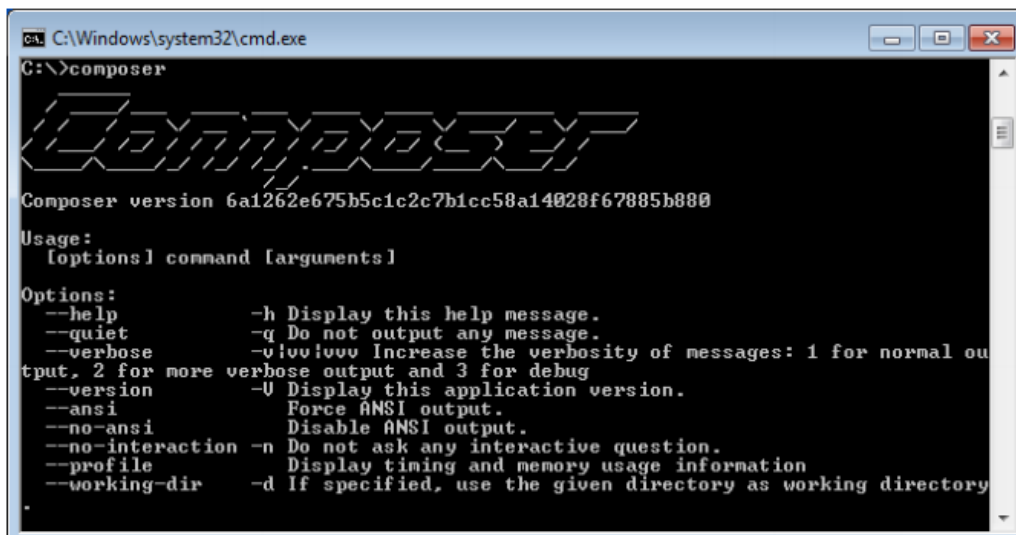 C:\Windows\system32\cmd.exe
C:\>composer
Composer
Composer version 6a1262e675b5c1c2c7b1cc58a14028f67885b880
Usage:
  [options] command [arguments]
Options:
  --help           -h Display this help message.
  --quiet          -q Do not output any message.
  --verbose        -v|vv|vvv Increase the verbosity of messages: 1 for normal ou
tput, 2 for more verbose output and 3 for debug
  --version        -V Display this application version.
  --ansi              Force ANSI output.
  --no-ansi           Disable ANSI output.
  --no-interaction -n Do not ask any interactive question.
  --profile           Display timing and memory usage information
  --working-dir    -d If specified, use the given directory as working directory
.